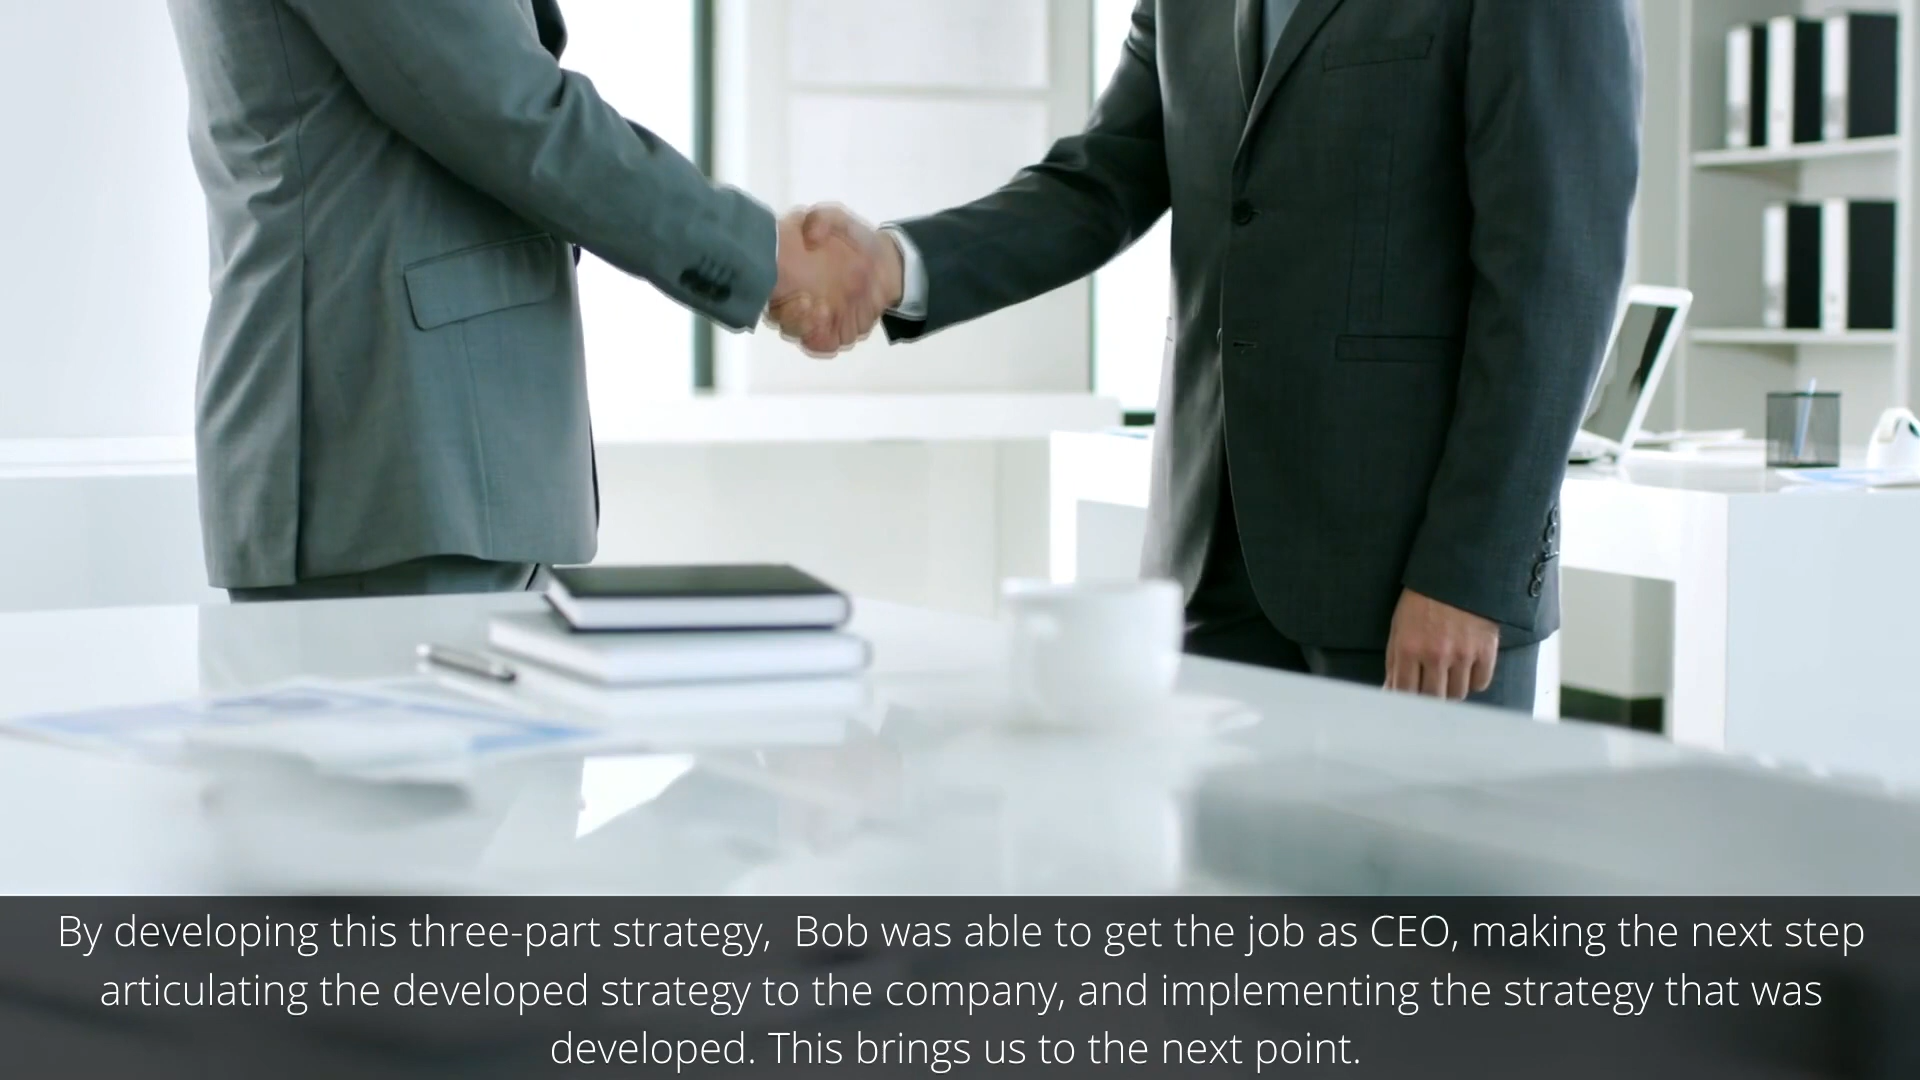 By developing this three-part strategy,  Bob was able to get the job as CEO, making the next step
articulating the developed strategy to the company, and implementing the strategy that was
developed. This brings us to the next point.